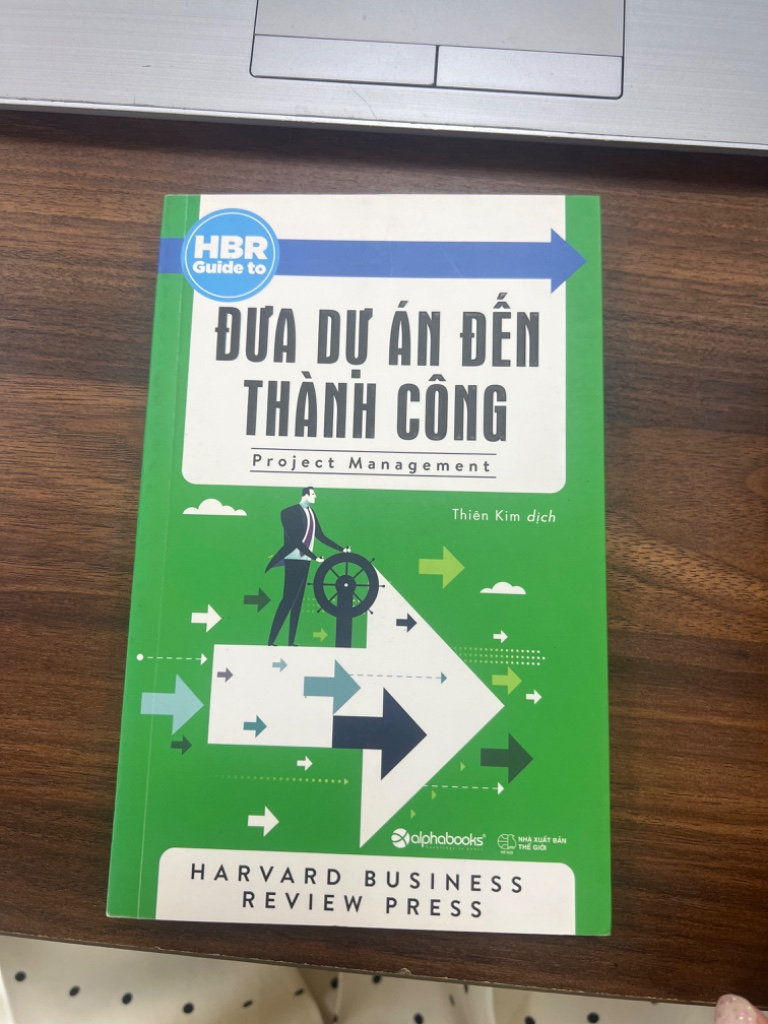 HBR
Guide to
ĐƯA DỰ ÁN ĐẾN
THÀNH CÔNG
Project Management
Thiên Kim dịch
alphabooks
NHÀ XUẤT BẢN
THẾ GIỚI
HARVARD BUSINESS
REVIEW PRESS